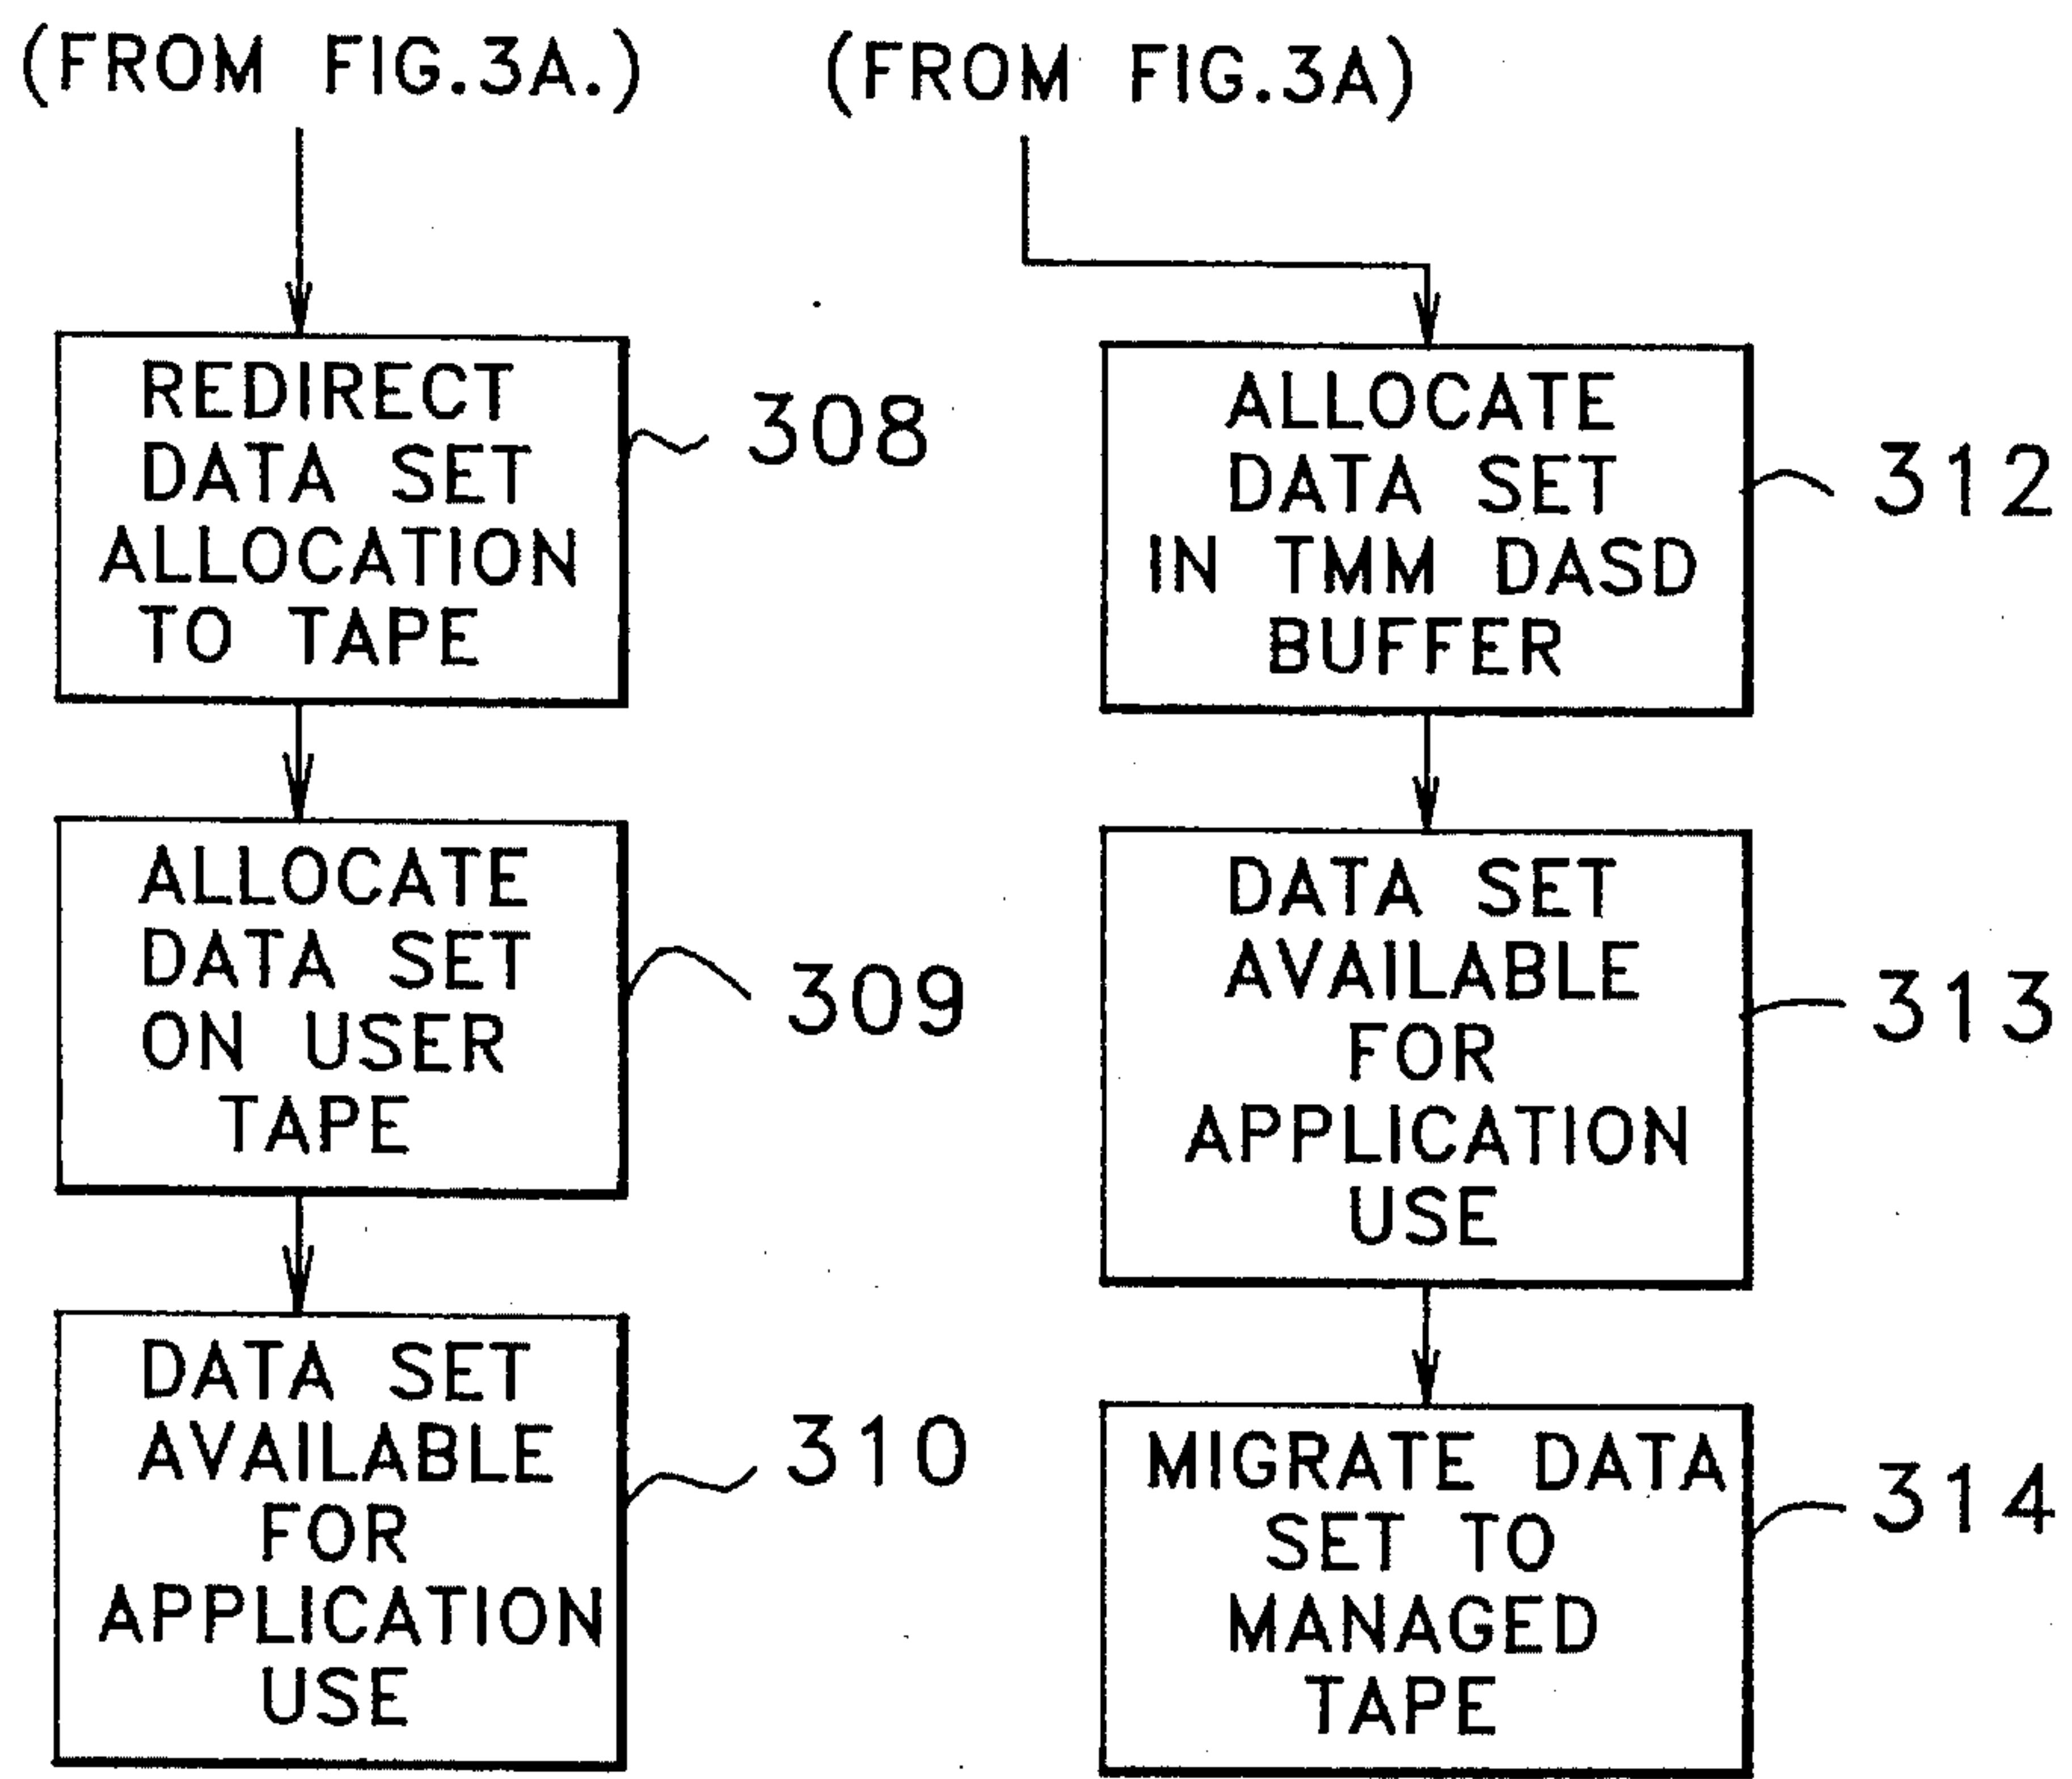 (FROM FIG.3A.)
REDIRECT
DATA SET
ALLOCATION
TO TAPE
308
ALLOCATE
DATA SET
ON USER
TAPE
309
DATA SET
AVAILABLE
FOR
APPLICATION
USE
310
(FROM FIG.3A)
ALLOCATE
DATA SET
IN TMM DASD
BUFFER
312
DATA SET
AVAILABLE
FOR
APPLICATION
USE
313
MIGRATE DATA
SET TO
MANAGED
TAPE
314